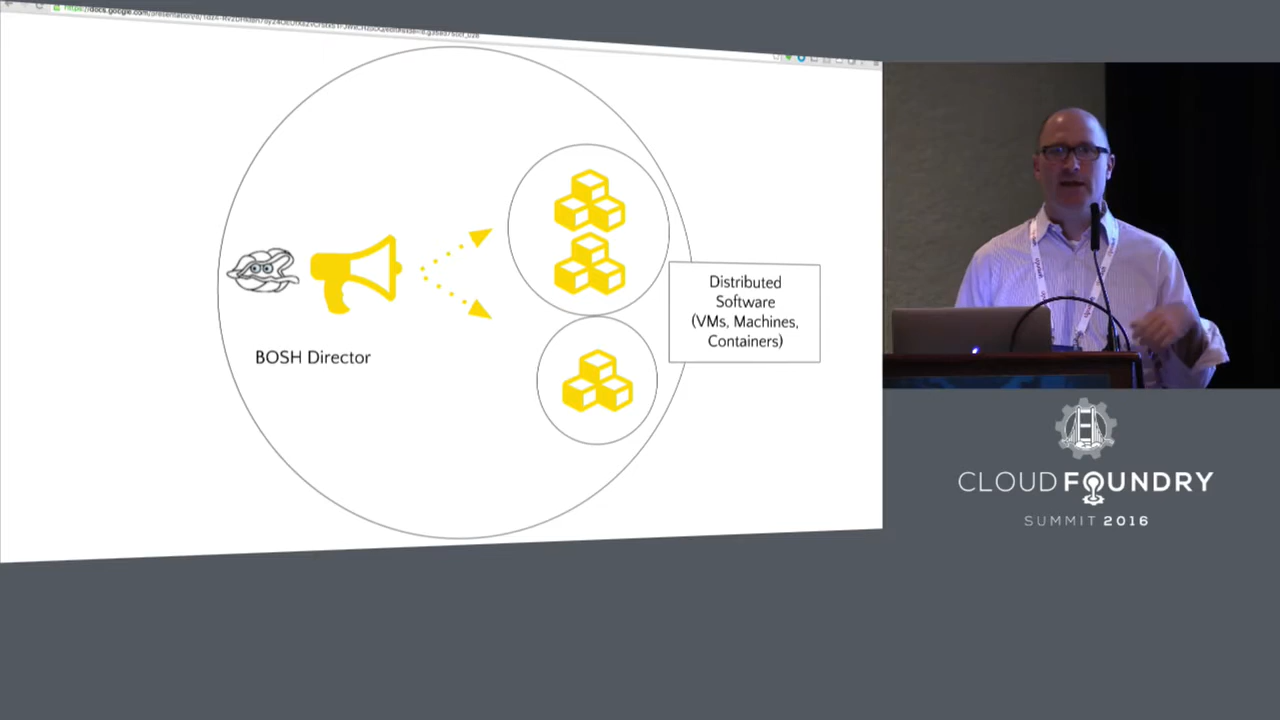 BOSH Director
Distributed
Software
(VMs, Machines,
Containers)
CLOUD FOUNDRY
SUMMIT 2016